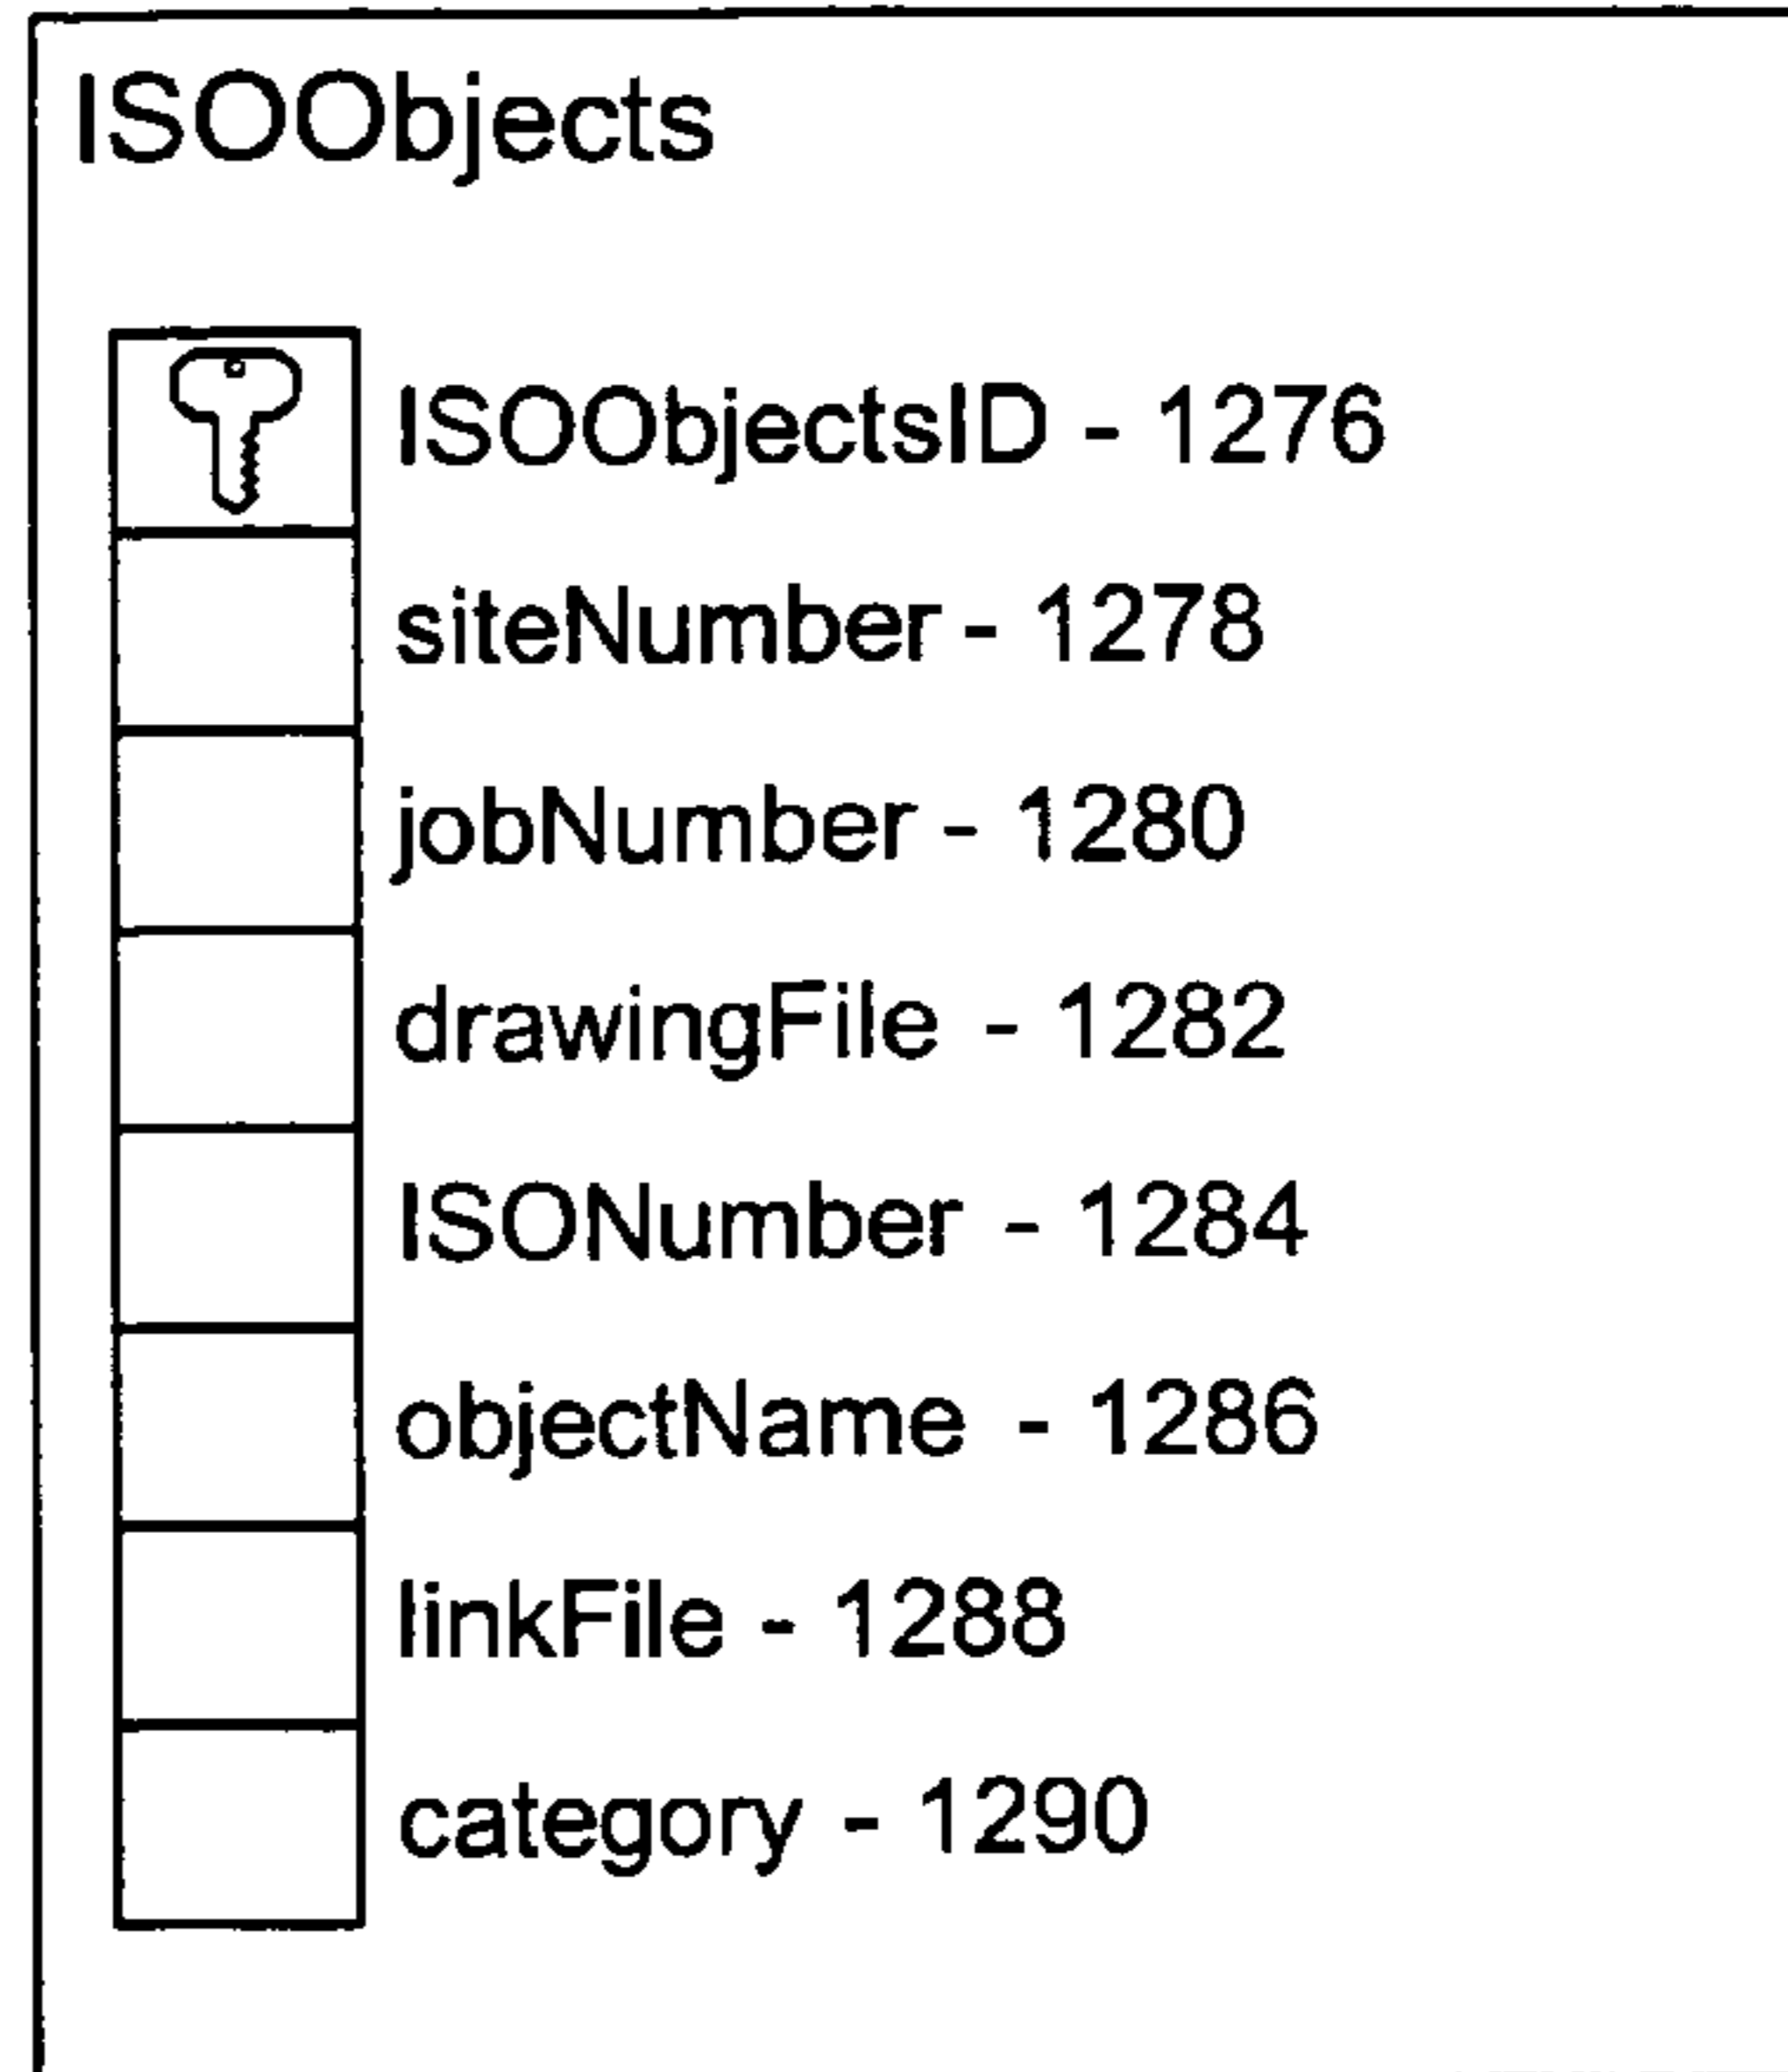 ISOObjects
ISOObjectsID - 1276
siteNumber - 1278
jobNumber - 1280
drawingFile - 1282
ISONumber - 1284
objectName - 1286
linkFile - 1288
category - 1290